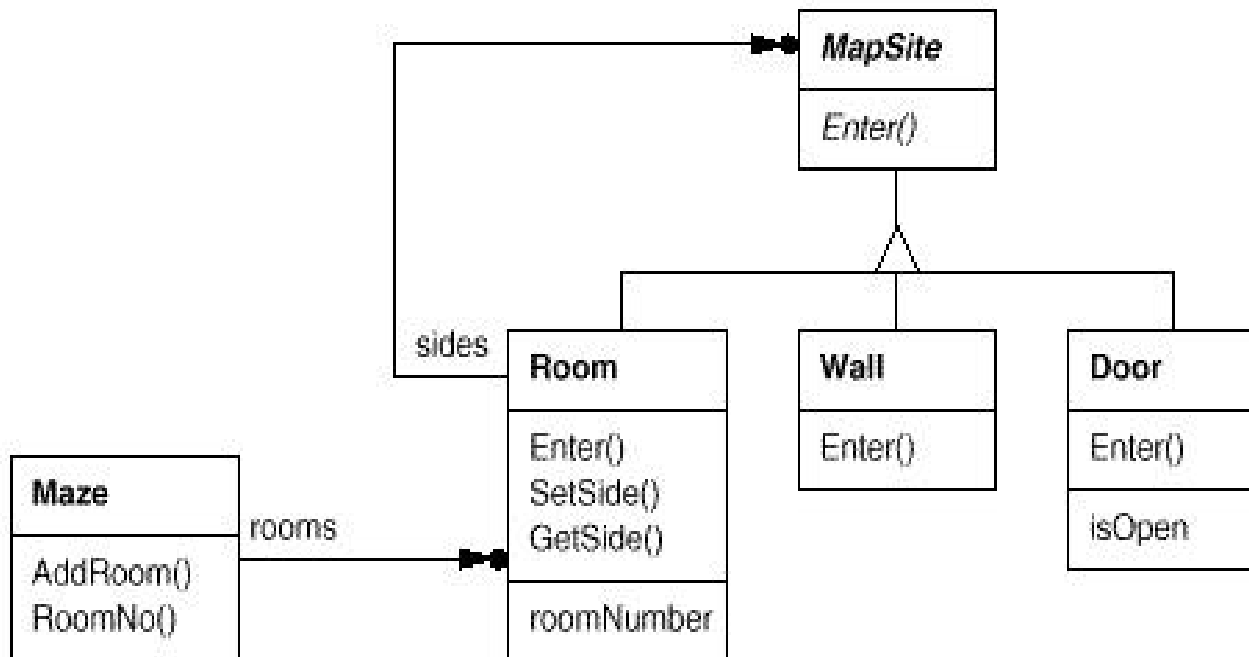 MapSite
Enter()
sides
Room
Enter()
SetSide()
GetSide()
roomNumber
Wall
Enter()
Door
Enter()
isOpen
Maze
AddRoom()
RoomNo()
rooms